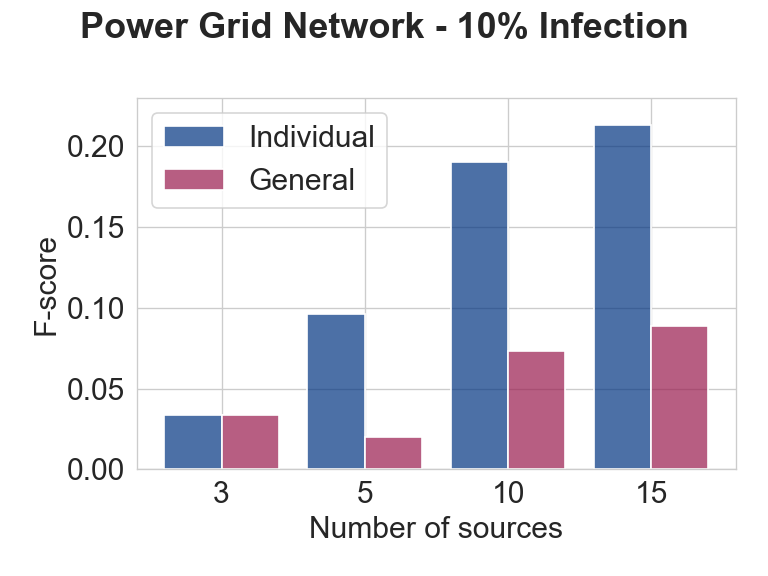 Power Grid Network - 10% Infection
Individual
General
0.20
0.15
0.10
0.05
0.00
F-score
3 5 10 15
Number of sources